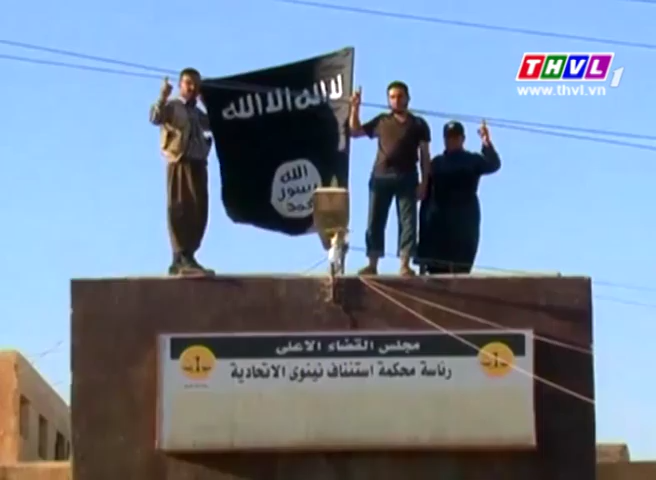 THVL1
www.thvl.vn
لا اله الا الله
الله
رسول
محمد
مجلس القضاء الاعلى
رئاسة محكمة استئناف نينوى الاتحادية